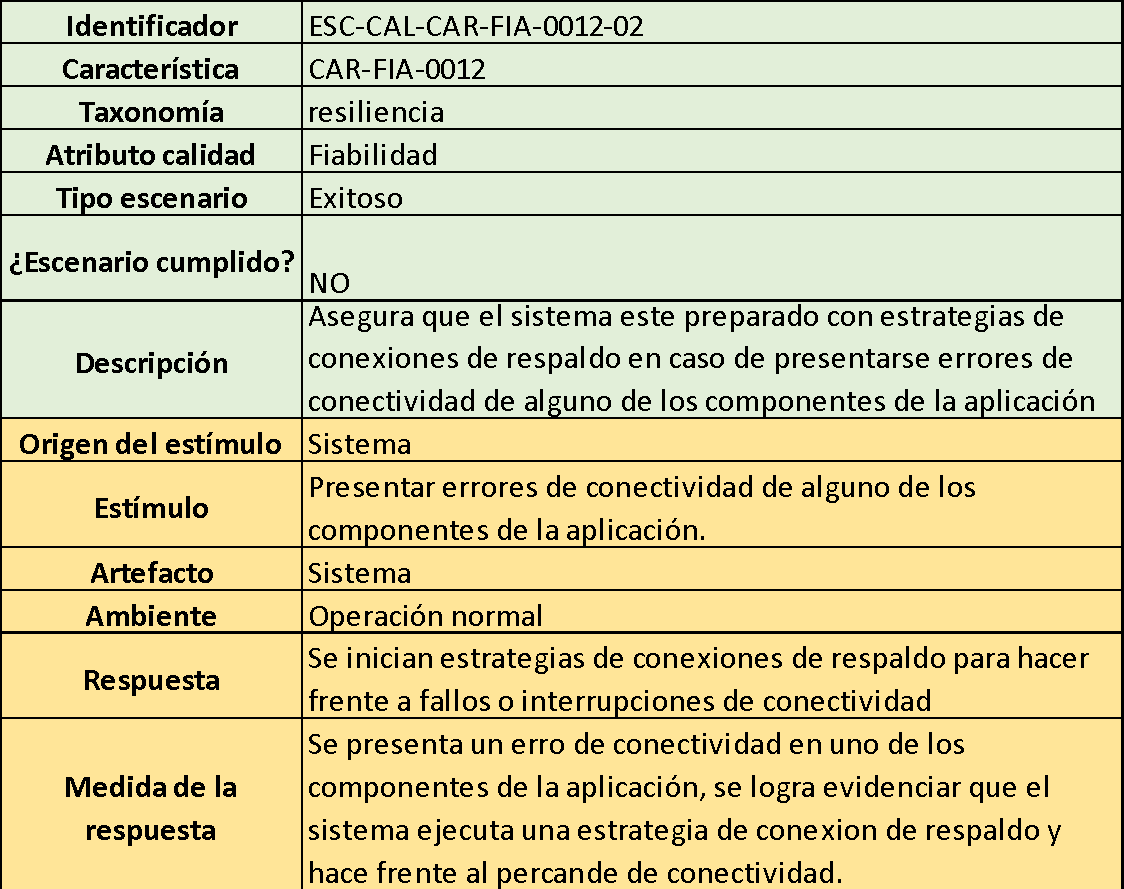 Identificador ESC-CAL-CAR-FIA-0012-02
Característica CAR-FIA-0012
Taxonomía resiliencia
Atributo calidad Fiabilidad
Tipo escenario Exitoso
¿Escenario cumplido? NO
Descripción
Asegura que el sistema este preparado con estrategias de
conexiones de respaldo en caso de presentarse errores de
conectividad de alguno de los componentes de la aplicación
Origen del estímulo Sistema
Estímulo
Presentar errores de conectividad de alguno de los
componentes de la aplicación.
Artefacto Sistema
Ambiente Operación normal
Respuesta
Se inician estrategias de conexiones de respaldo para hacer
frente a fallos o interrupciones de conectividad
Medida de la
respuesta
Se presenta un erro de conectividad en uno de los
componentes de la aplicación, se logra evidenciar que el
sistema ejecuta una estrategia de conexion de respaldo y
hace frente al percande de conectividad.